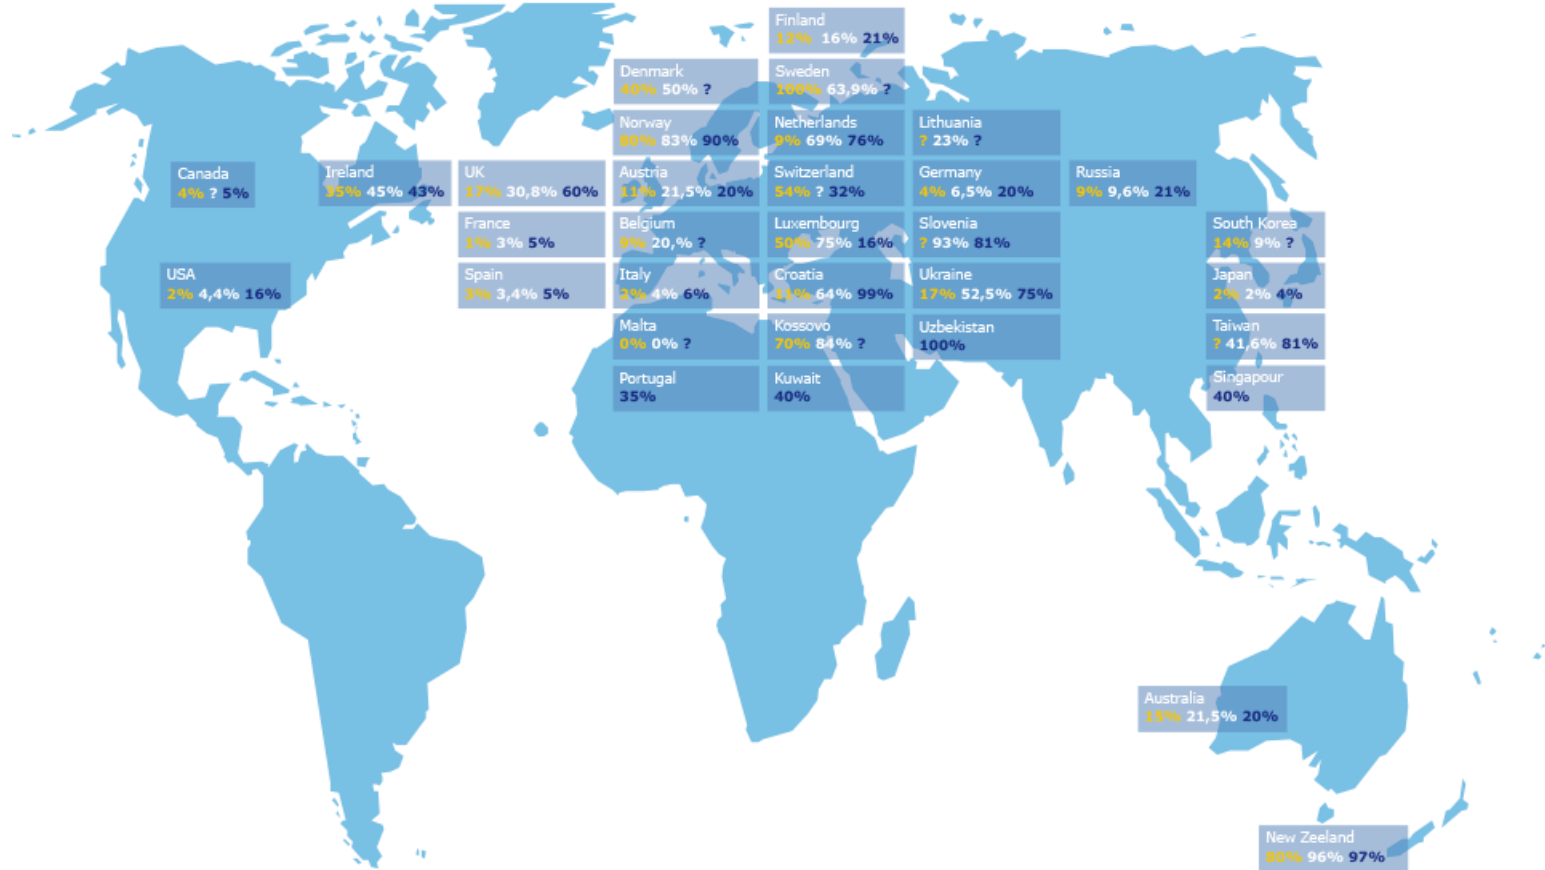 Finland
12% 16% 21%
Denmark
40% 50% ?
Sweden
100% 63,9% ?
Norway
80% 83% 90%
Netherlands
9% 69% 76%
Lithuania
? 23% ?
Canada
4% ? 5%
Ireland
35% 45% 43%
UK
17% 30,8% 60%
Austria
11% 21,5% 20%
Switzerland
54% ? 32%
Germany
4% 6,5% 20%
Russia
9% 9,6% 21%
France
1% 3% 5%
Belgium
9% 20,% ?
Luxembourg
50% 75% 16%
Slovenia
? 93% 81%
South Korea
14% 9% ?
USA
2% 4,4% 16%
Spain
3% 3,4% 5%
Italy
2% 4% 6%
Croatia
11% 64% 99%
Ukraine
17% 52,5% 75%
Japan
2% 2% 4%
Malta
0% 0% ?
Kossovo
70% 84% ?
Uzbekistan
100%
Taiwan
? 41,6% 81%
Portugal
35%
Kuwait
40%
Singapour
40%
Australia
15% 21,5% 20%
New Zeeland
80% 96% 97%